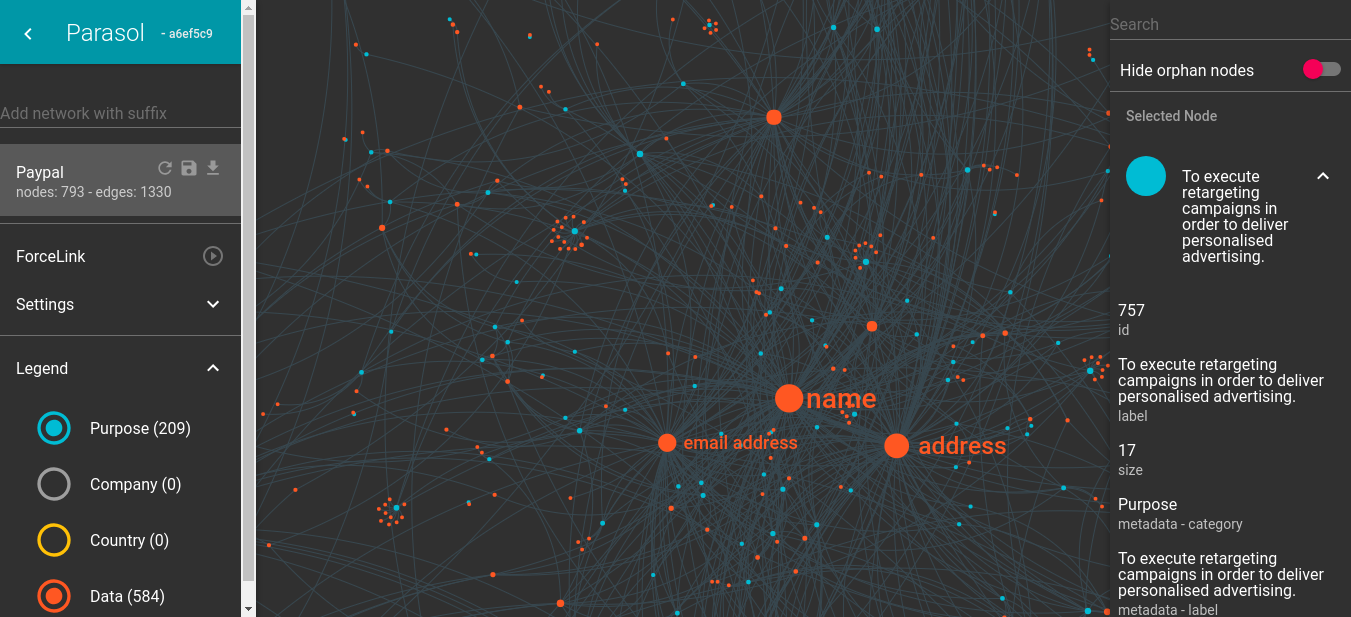 Parasol - a6ef5c9
Add network with suffix
Paypal
nodes: 793 - edges: 1330
ForceLink
Settings
Legend
Purpose (209)
Company (0)
Country (0)
Data (584)
name
email address
address
Search
Hide orphan nodes
Selected Node
To execute
retargeting
campaigns in
order to deliver
personalised
advertising.
757
id
To execute retargeting
campaigns in order to deliver
personalised advertising.
label
17
size
Purpose
metadata - category
To execute retargeting
campaigns in order to deliver
personalised advertising.
metadata - label